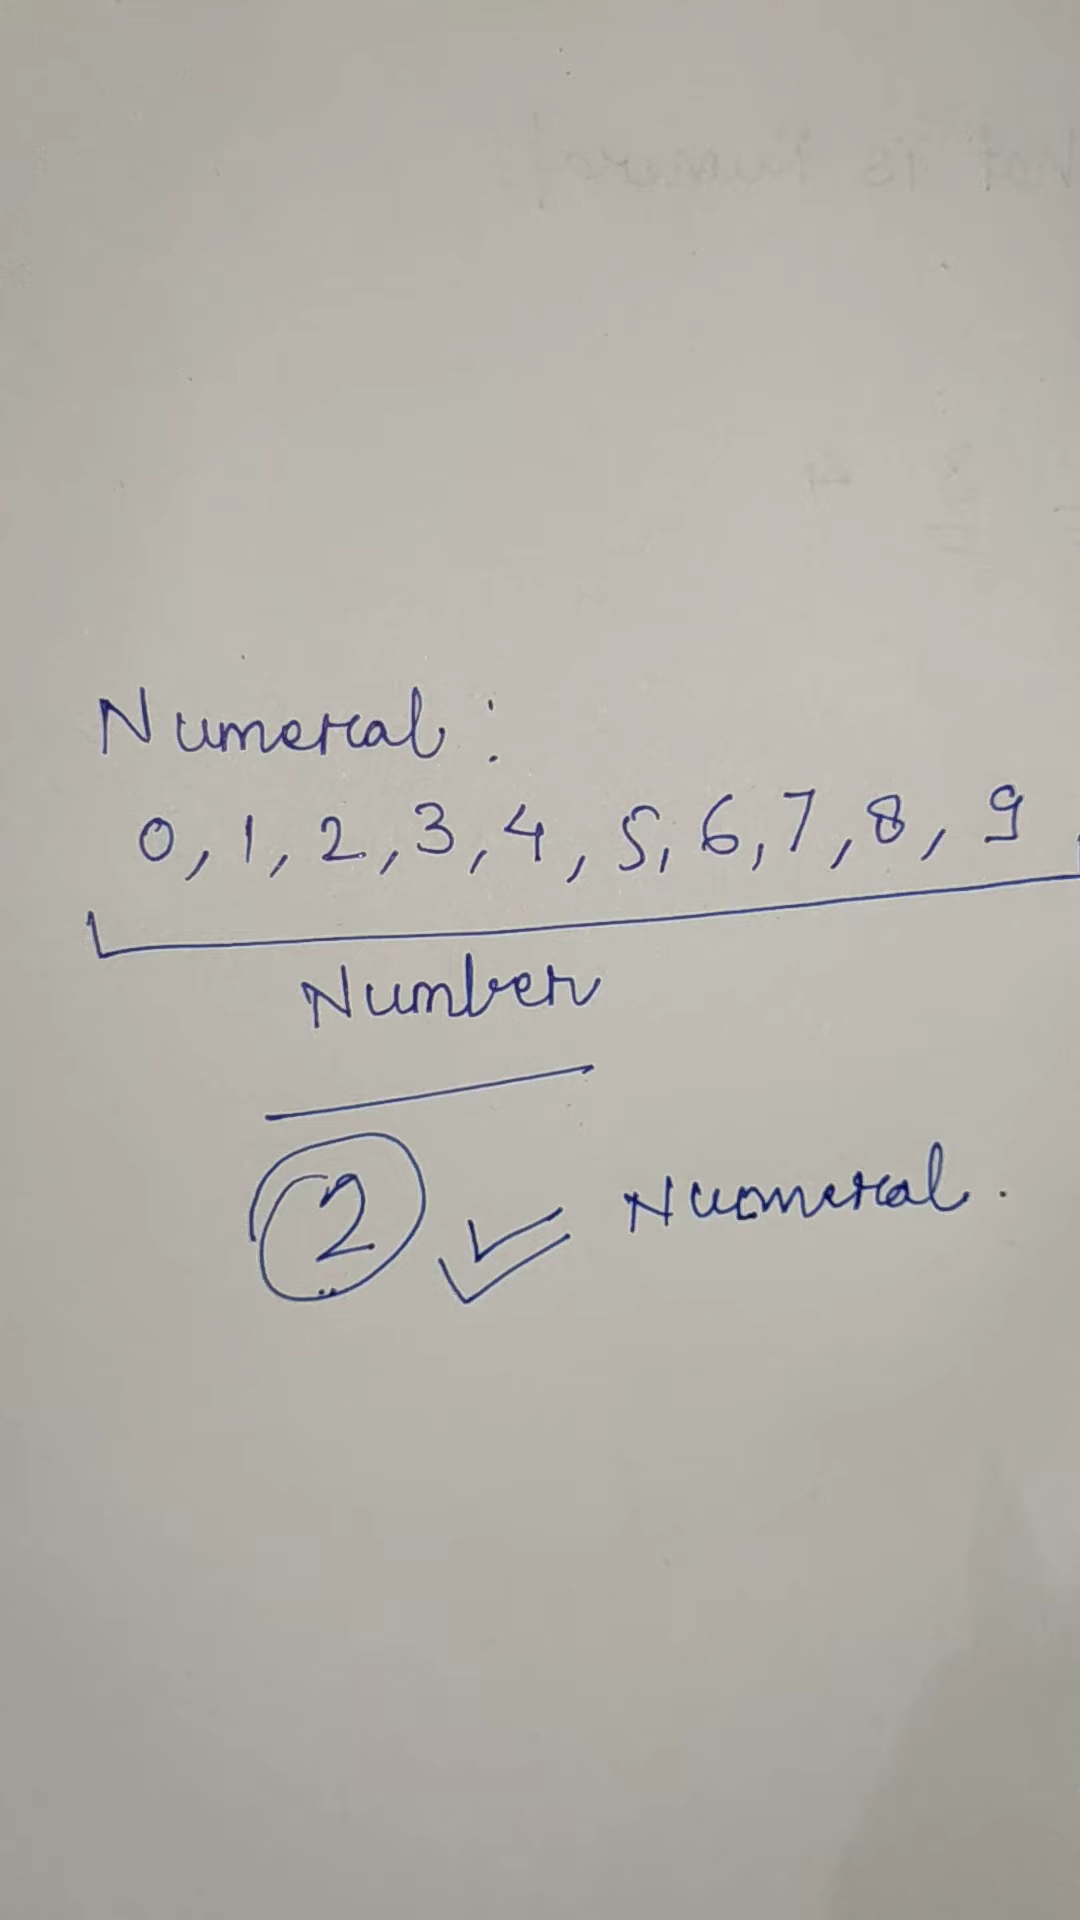 Numeral:
0, 1, 2, 3, 4, 5, 6, 7, 8, 9
Number
2 Numeral.